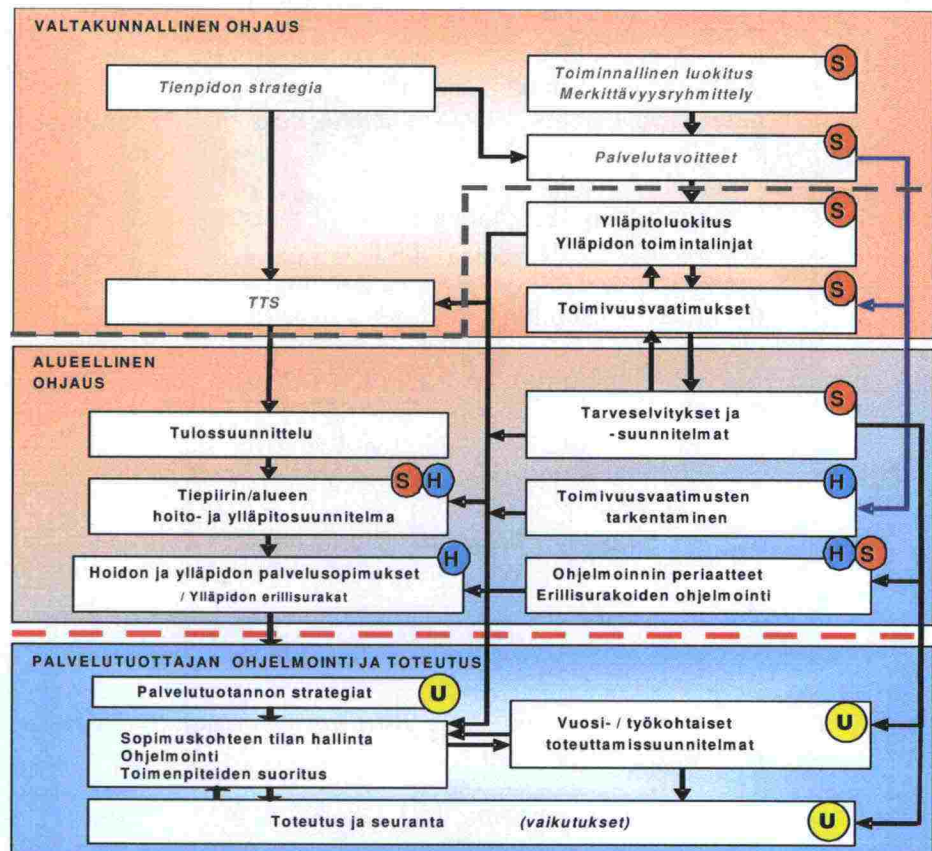 VALTAKUNNALLINEN OHJAUS
Tienpidon strategia
Toiminnallinen luokitus
Merkittävyysryhmittely
S
Palvelutavoitteet
S
Ylläpitoluokitus
Ylläpidon toimintalinjat
S
TTS
Toimivuusvaatimukset
S
ALUEELLINEN
OHJAUS
Tarveselvitykset ja
-suunnitelmat
S
Tulossuunnittelu
Tiepiirin/alueen
hoito- ja ylläpitosuunnitelma
S H
Toimivuusvaatimusten
tarkentaminen
H
Hoidon ja ylläpidon palvelusopimukset
/ Ylläpidon erillisurakat
H
Ohjelmoinnin periaatteet
Erillisurakoiden ohjelmointi
H S
PALVELUTUOTTAJAN OHJELMOINTI JA TOTEUTUS
Palvelutuotannon strategiat
U
Sopimuskohteen tilan hallinta
Ohjelmointi
Toimenpiteiden suoritus
Vuosi- / työkohtaiset
toteuttamissuunnitelmat
U
Toteutus ja seuranta (vaikutukset)
U